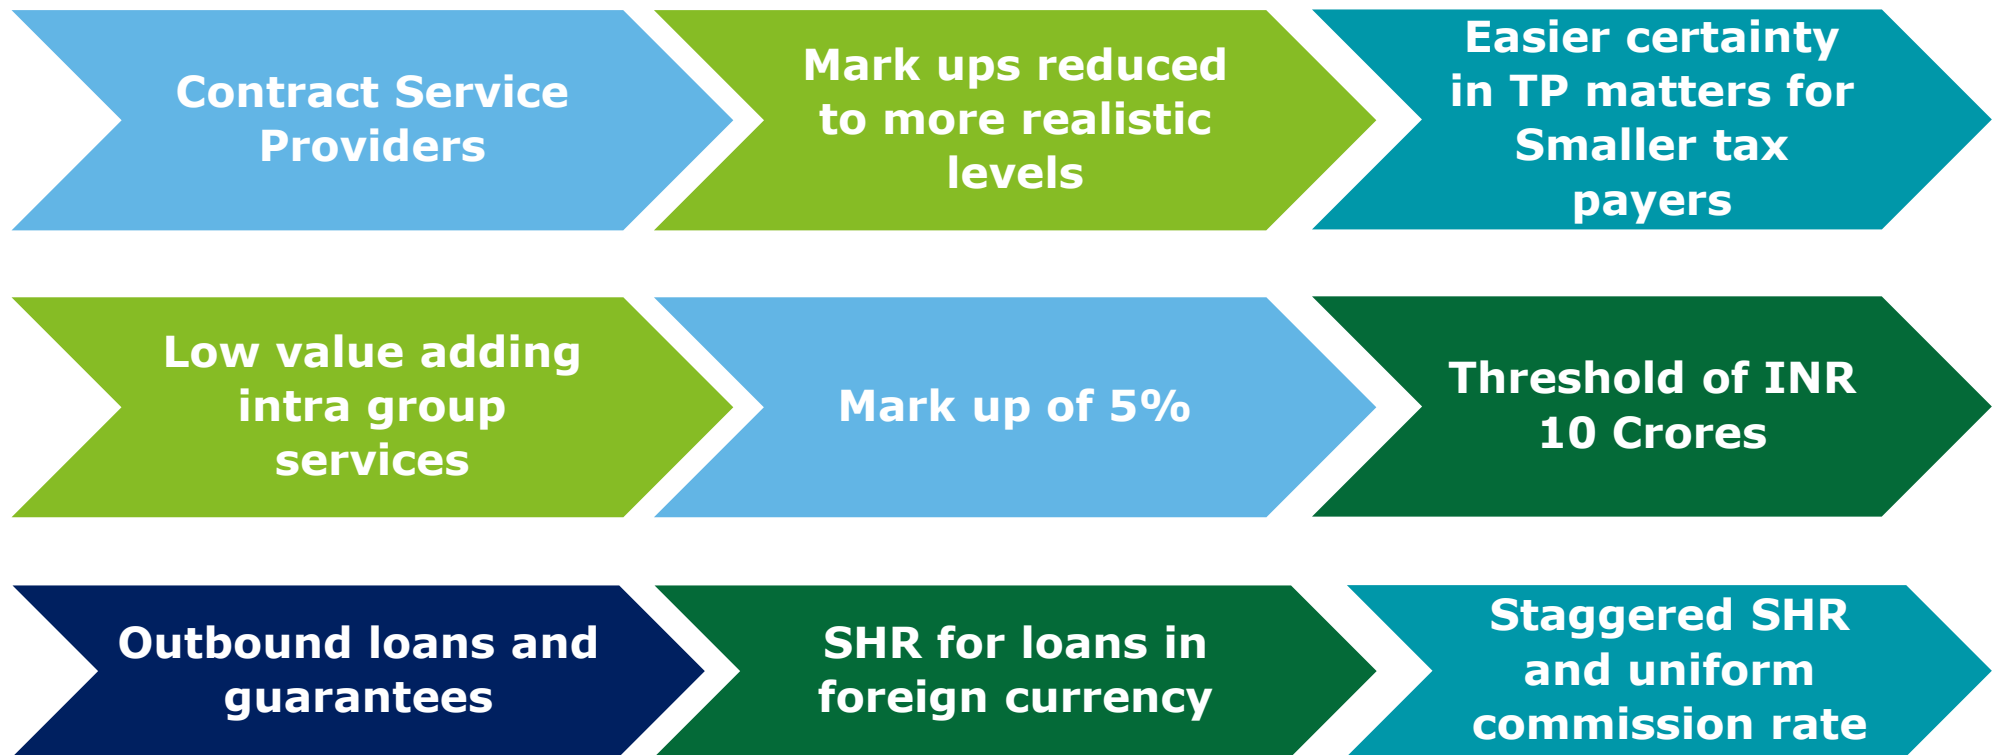 Contract Service
Providers
Mark ups reduced
to more realistic
levels
Easier certainty
in TP matters for
Smaller tax
payers
Low value adding
intra group
services
Mark up of 5%
Threshold of INR
10 Crores
Outbound loans and
guarantees
SHR for loans in
foreign currency
Staggered SHR
and uniform
commission rate